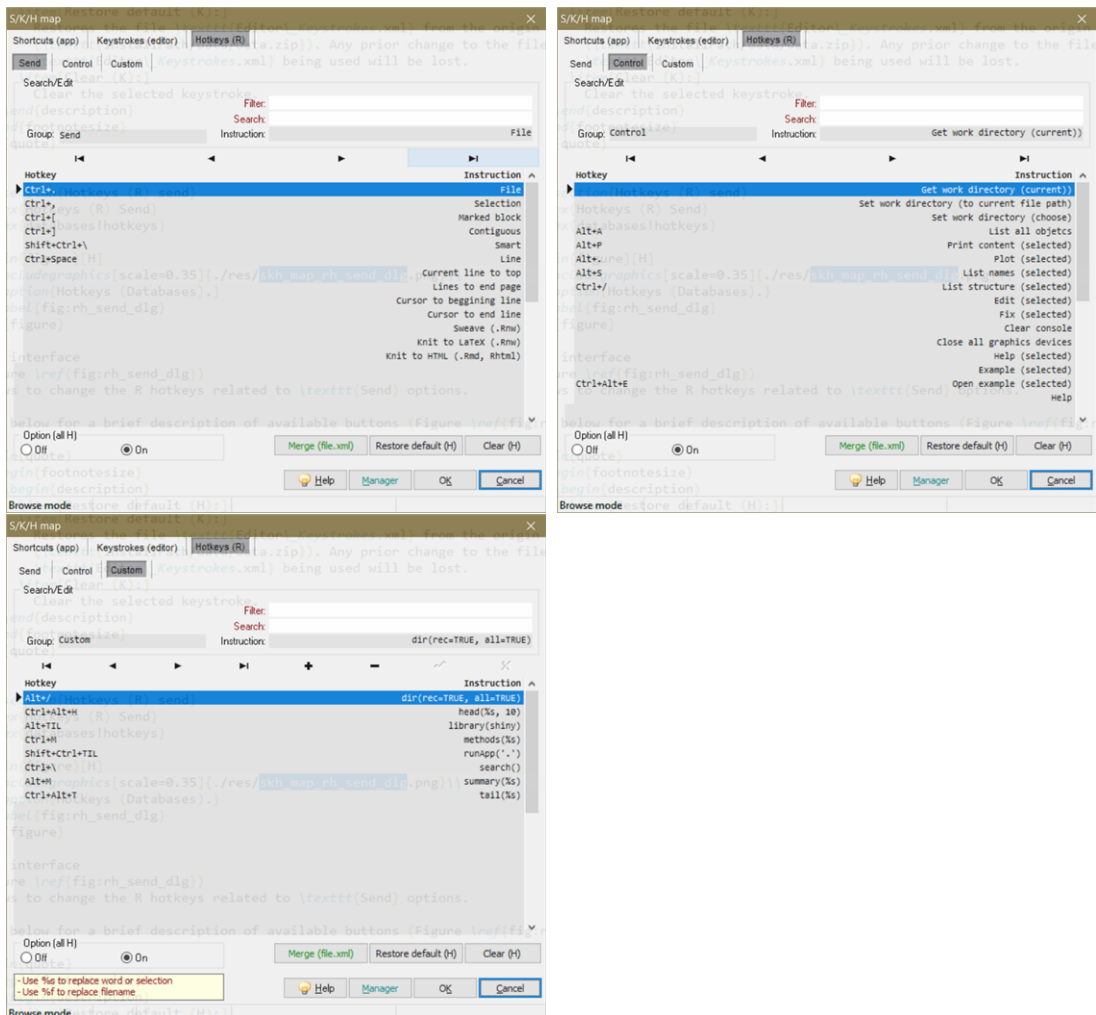 S/K/H map
Shortcuts (app) Keystrokes (editor) Hotkeys (R)
Send Control Custom
Search/Edit
Filter:
Search:
Group: Send Instruction: File
Hotkey Instruction
Ctrl+. File
Ctrl+, Selection
Ctrl+[ Marked block
Ctrl+] Contiguous
Shift+Ctrl+\ Smart
Ctrl+Space Line
Current line to top
Lines to end page
Cursor to beggining line
Cursor to end line
Sweave (.Rnw)
Knit to LaTeX (.Rnw)
Knit to HTML (.Rmd, Rhtml)
Option (all H)
Off On
Merge (file.xml) Restore default (H) Clear (H)
Help Manager OK Cancel
Browse mode
S/K/H map
Shortcuts (app) Keystrokes (editor) Hotkeys (R)
Send Control Custom
Search/Edit
Filter:
Search:
Group: Control Instruction: Get work directory (current))
Hotkey Instruction
Get work directory (current))
Set work directory (to current file path)
Set work directory (choose)
Alt+A List all objetcs
Alt+P Print content (selected)
Alt+. Plot (selected)
Alt+S List names (selected)
Ctrl+/ List structure (selected)
Edit (selected)
Fix (selected)
Clear console
Close all graphics devices
Help (selected)
Example (selected)
Ctrl+Alt+E Open example (selected)
Help
Option (all H)
Off On
Merge (file.xml) Restore default (H) Clear (H)
Help Manager OK Cancel
Browse mode
S/K/H map
Shortcuts (app) Keystrokes (editor) Hotkeys (R)
Send Control Custom
Search/Edit
Filter:
Search:
Group: Custom Instruction: dir(rec=TRUE, all=TRUE)
Hotkey Instruction
Alt+/ dir(rec=TRUE, all=TRUE)
Ctrl+Alt+H head(%s, 10)
Alt+TIL library(shiny)
Ctrl+M methods(%s)
Shift+Ctrl+TIL runApp('.')
Ctrl+\ search()
Alt+M summary(%s)
Ctrl+Alt+T tail(%s)
Option (all H)
Off On
Merge (file.xml) Restore default (H) Clear (H)
- Use %s to replace word or selection
- Use %f to replace filename
Help Manager OK Cancel
Browse mode